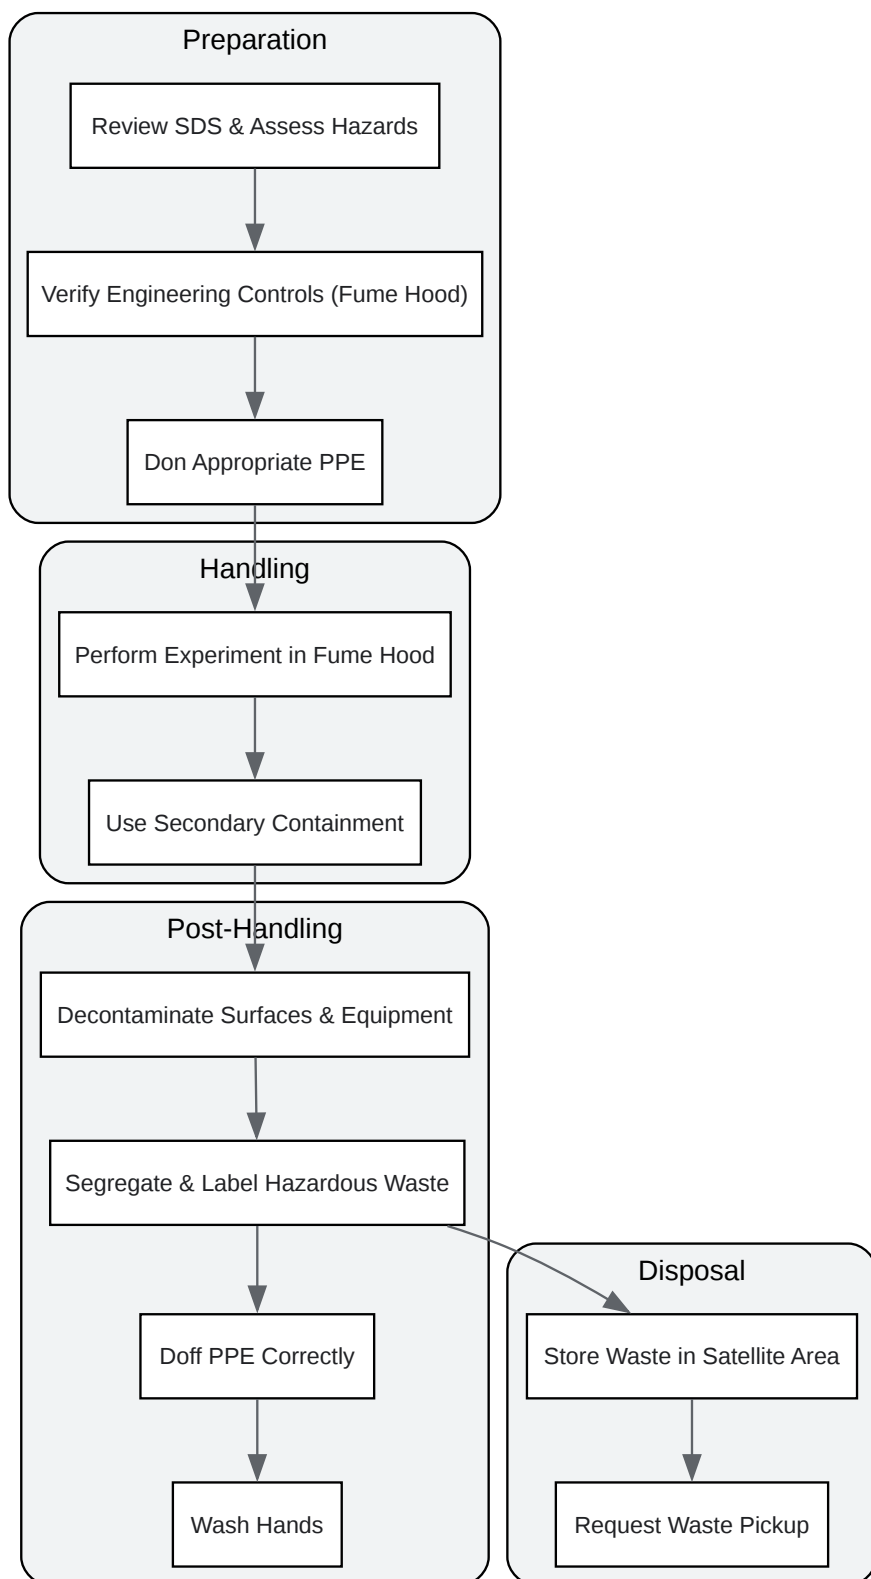 Preparation
Review SDS & Assess Hazards
Verify Engineering Controls (Fume Hood)
Don Appropriate PPE
Handling
Perform Experiment in Fume Hood
Use Secondary Containment
Post-Handling
Decontaminate Surfaces & Equipment
Segregate & Label Hazardous Waste
Doff PPE Correctly
Wash Hands
Disposal
Store Waste in Satellite Area
Request Waste Pickup